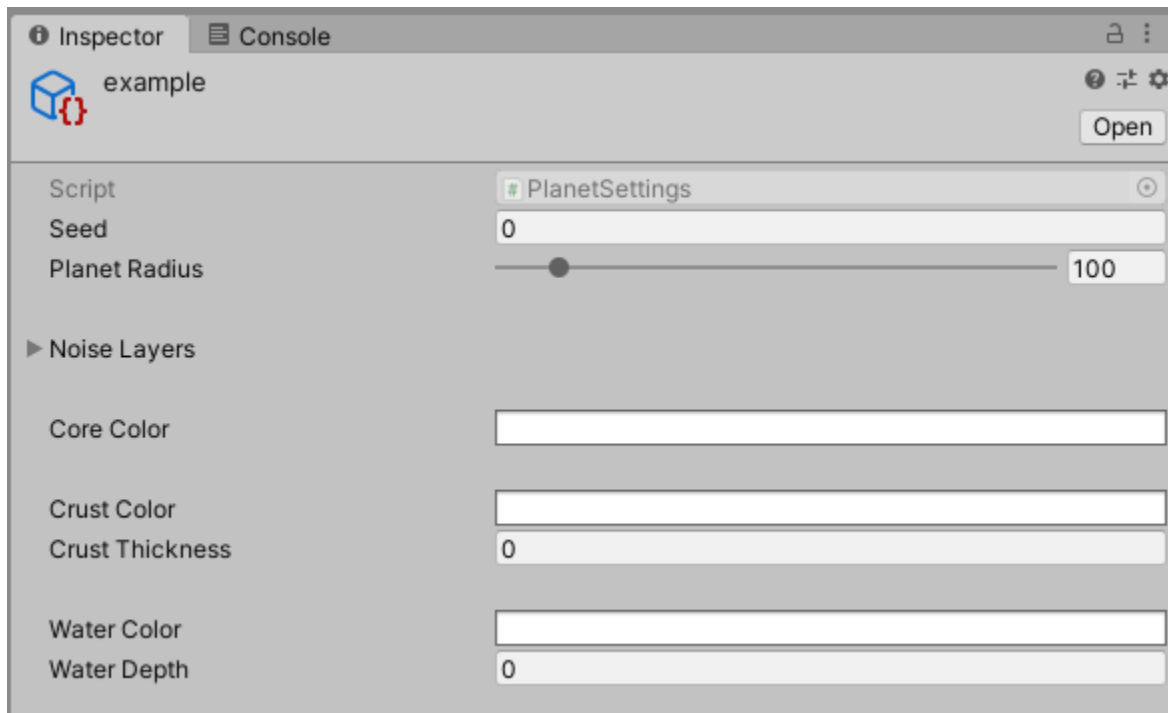 Inspector Console
example
Open
Script # PlanetSettings
Seed 0
Planet Radius 100
Noise Layers
Core Color
Crust Color
Crust Thickness 0
Water Color
Water Depth 0